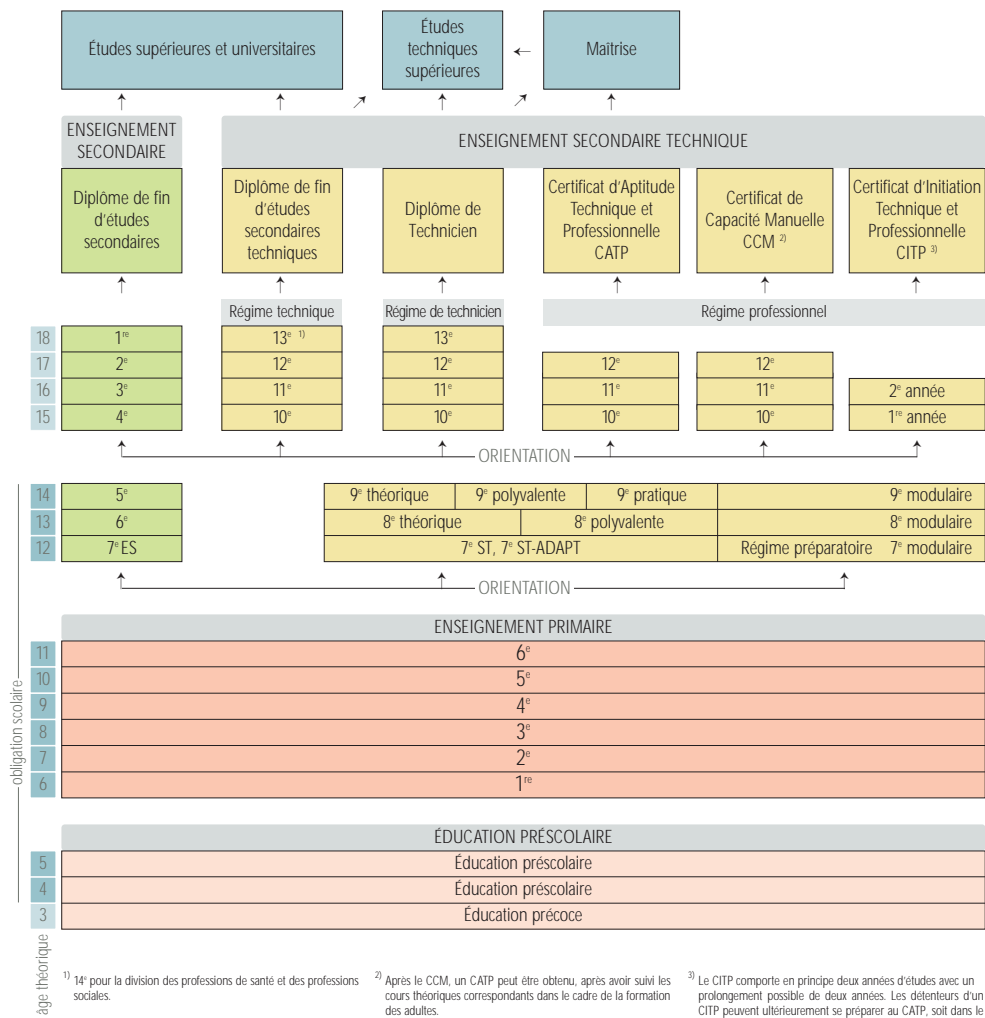 Études supérieures et universitaires
Études
techniques
supérieures
Maîtrise
ENSEIGNEMENT
SECONDAIRE
ENSEIGNEMENT SECONDAIRE TECHNIQUE
Diplôme de fin
d'études
secondaires
Diplôme de fin
d'études
secondaires
techniques
Diplôme de
Technicien
Certificat d'Aptitude
Technique et
Professionnelle
CATP
Certificat de
Capacité Manuelle
CCM 2)
Certificat d'Initiation
Technique et
Professionnelle
CITP 3)
Régime technique
Régime de technicien
Régime professionnel
18 1re 13e 1) 13e
17 2e 12e 12e 12e 12e
16 3e 11e 11e 11e 11e 2e année
15 4e 10e 10e 10e 10e 1re année
ORIENTATION
14 5e 9e théorique 9e polyvalente 9e pratique 9e modulaire
13 6e 8e théorique 8e polyvalente 8e modulaire
12 7e ES 7e ST, 7e ST-ADAPT Régime préparatoire 7e modulaire
ORIENTATION
ENSEIGNEMENT PRIMAIRE
11 6e
10 5e
9 4e
8 3e
7 2e
6 1re
obligation scolaire
ÉDUCATION PRÉSCOLAIRE
5 Éducation préscolaire
4 Éducation préscolaire
3 Éducation précoce
âge théorique
1) 14e pour la division des professions de santé et des professions
sociales.
2) Après le CCM, un CATP peut être obtenu, après avoir suivi les
cours théoriques correspondants dans le cadre de la formation
des adultes.
3) Le CITP comporte en principe deux années d'études avec un
prolongement possible de deux années. Les détenteurs d'un
CITP peuvent ultérieurement se préparer au CATP, soit dans le